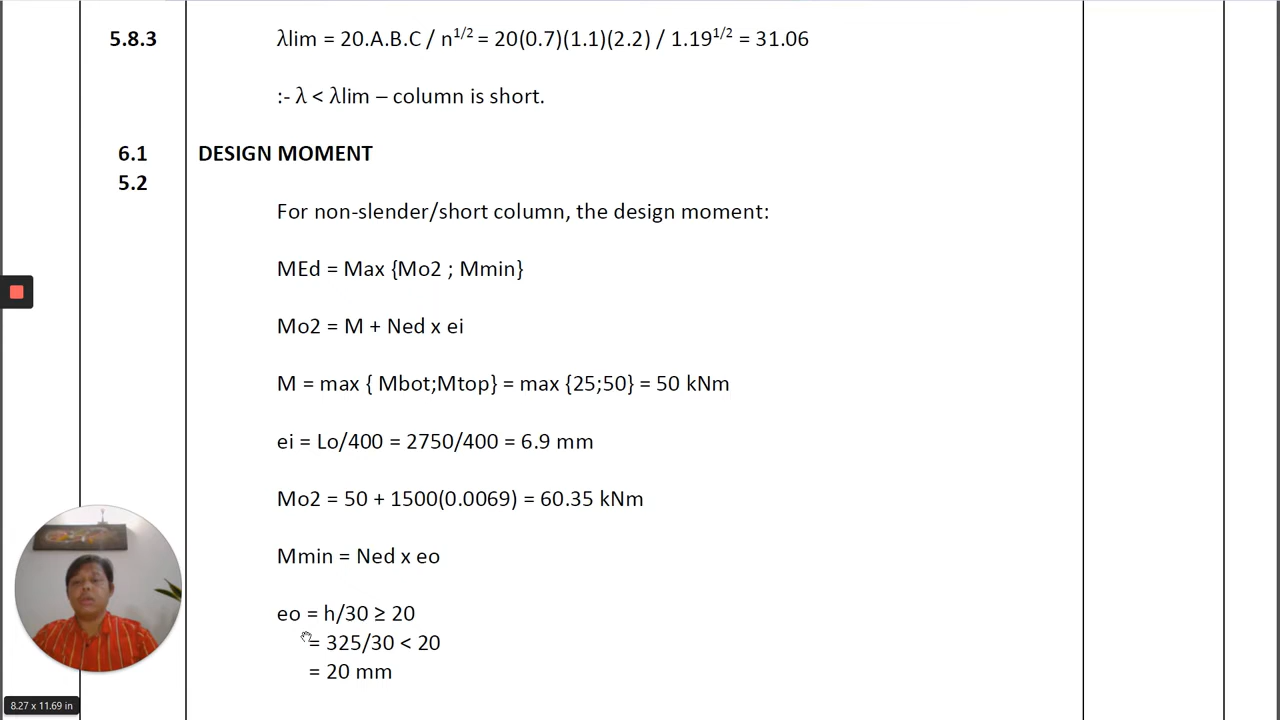 5.8.3 λlim = 20.A.B.C / n1/2 = 20(0.7)(1.1)(2.2) / 1.191/2 = 31.06
:- λ < λlim – column is short.
6.1 DESIGN MOMENT
5.2
For non-slender/short column, the design moment:
MEd = Max {Mo2 ; Mmin}
Mo2 = M + Ned x ei
M = max { Mbot;Mtop} = max {25;50} = 50 kNm
ei = Lo/400 = 2750/400 = 6.9 mm
Mo2 = 50 + 1500(0.0069) = 60.35 kNm
Mmin = Ned x eo
eo = h/30 ≥ 20
= 325/30 < 20
= 20 mm
8.27 x 11.69 in